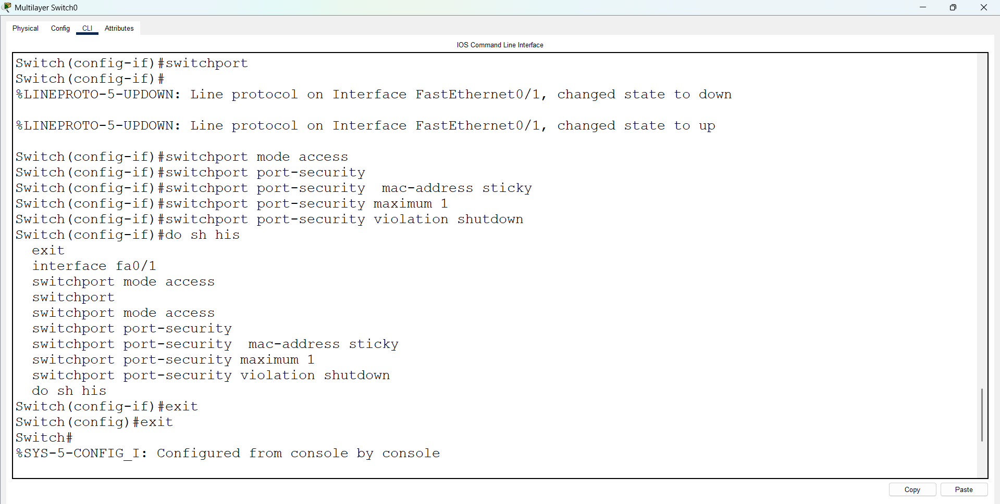 Multilayer Switch0
Physical Config CLI Attributes
IOS Command Line Interface
Switch(config-if)#switchport
Switch(config-if)#
%LINEPROTO-5-UPDOWN: Line protocol on Interface FastEthernet0/1, changed state to down
%LINEPROTO-5-UPDOWN: Line protocol on Interface FastEthernet0/1, changed state to up
Switch(config-if)#switchport mode access
Switch(config-if)#switchport port-security
Switch(config-if)#switchport port-security  mac-address sticky
Switch(config-if)#switchport port-security maximum 1
Switch(config-if)#switchport port-security violation shutdown
Switch(config-if)#do sh his
  exit
  interface fa0/1
  switchport mode access
  switchport
  switchport mode access
  switchport port-security
  switchport port-security  mac-address sticky
  switchport port-security maximum 1
  switchport port-security violation shutdown
  do sh his
Switch(config-if)#exit
Switch(config)#exit
Switch#
%SYS-5-CONFIG_I: Configured from console by console
Copy Paste